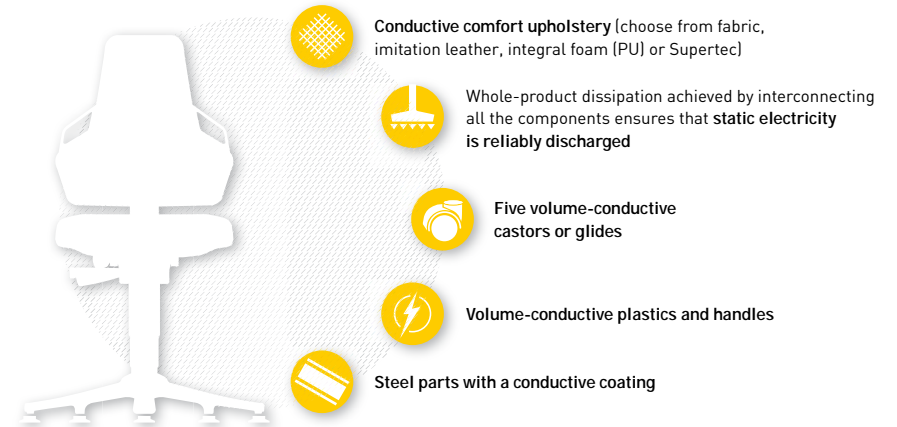 Conductive comfort upholstery (choose from fabric,
imitation leather, integral foam (PU) or Supertec)
Whole-product dissipation achieved by interconnecting
all the components ensures that static electricity
is reliably discharged
Five volume-conductive
castors or glides
Volume-conductive plastics and handles
Steel parts with a conductive coating